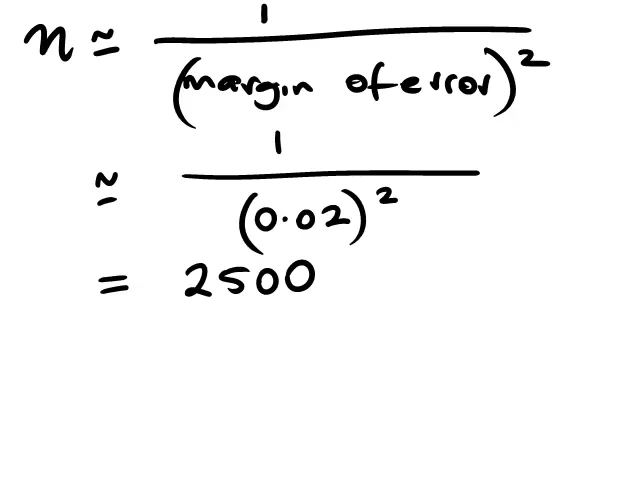 n ≃ 1 / (margin of error)²
≃ 1 / (0.02)²
= 2500